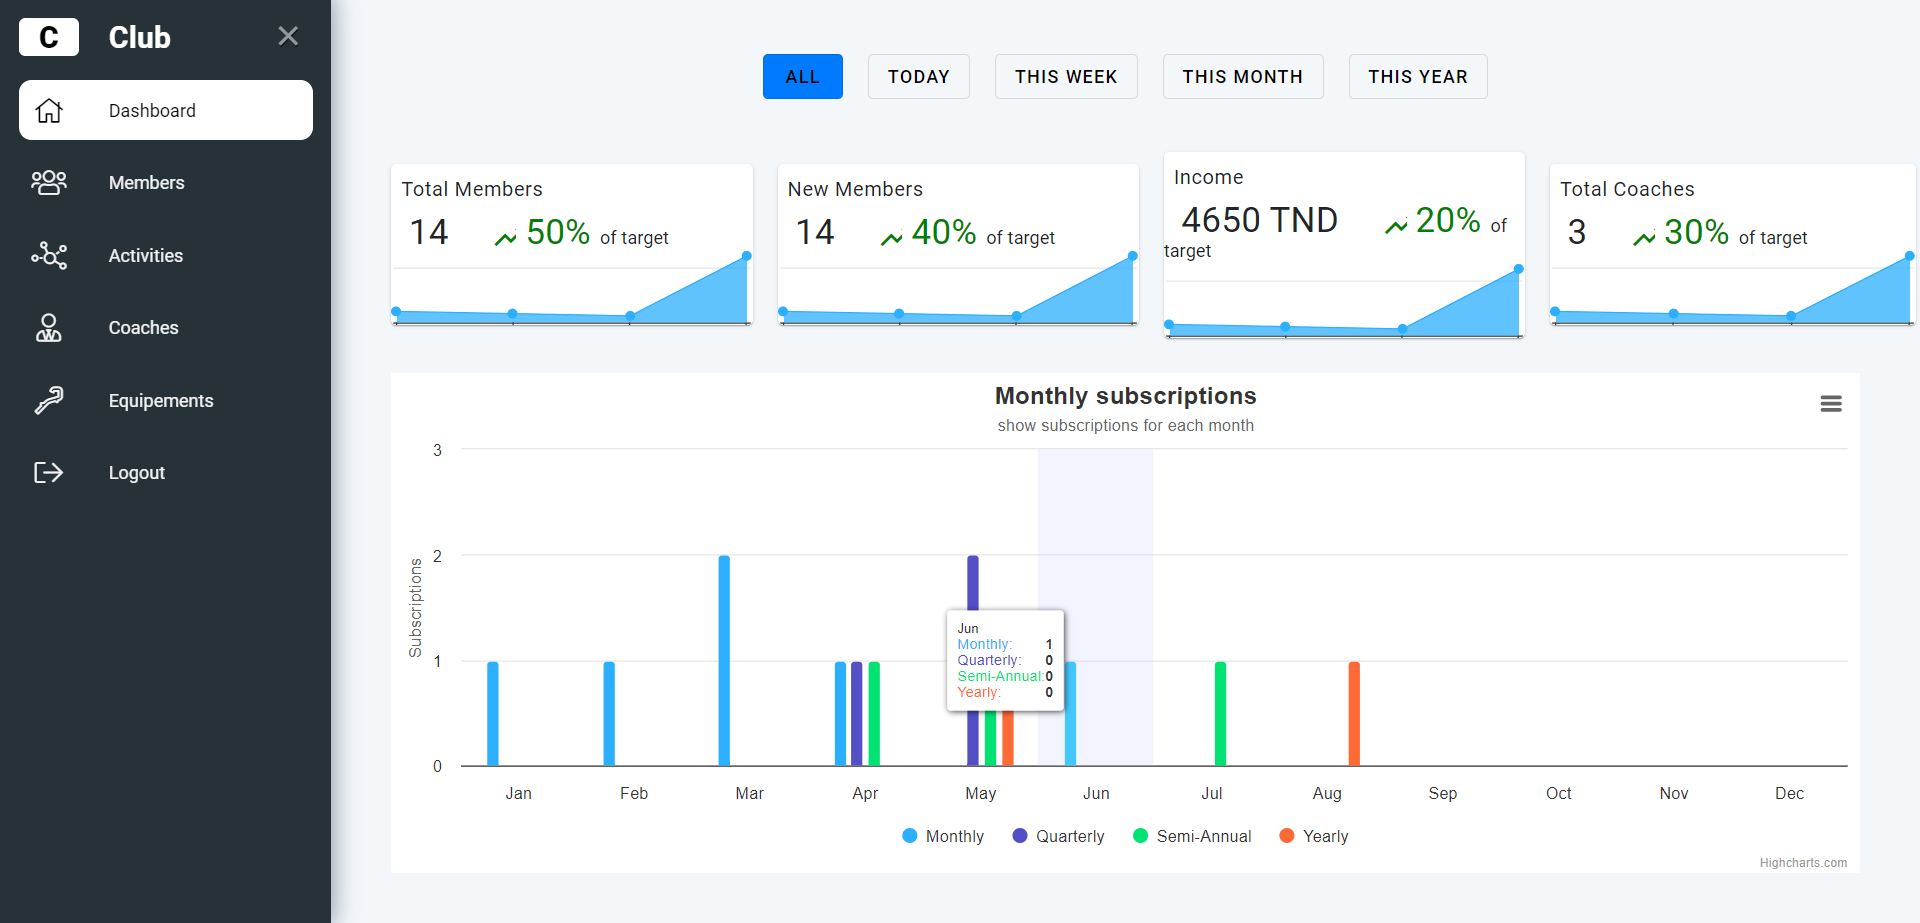 C
Club
Dashboard
Members
Activities
Coaches
Equipements
Logout
ALL
TODAY
THIS WEEK
THIS MONTH
THIS YEAR
Total Members
14
50% of target
New Members
14
40% of target
Income
4650 TND
20% of
target
Total Coaches
3
30% of target
Monthly subscriptions
show subscriptions for each month
Subscriptions
3
2
1
0
Jun
Monthly: 1
Quarterly: 0
Semi-Annual:0
Yearly: 0
Jan Feb Mar Apr May Jun Jul Aug Sep Oct Nov Dec
Monthly Quarterly Semi-Annual Yearly
Highcharts.com